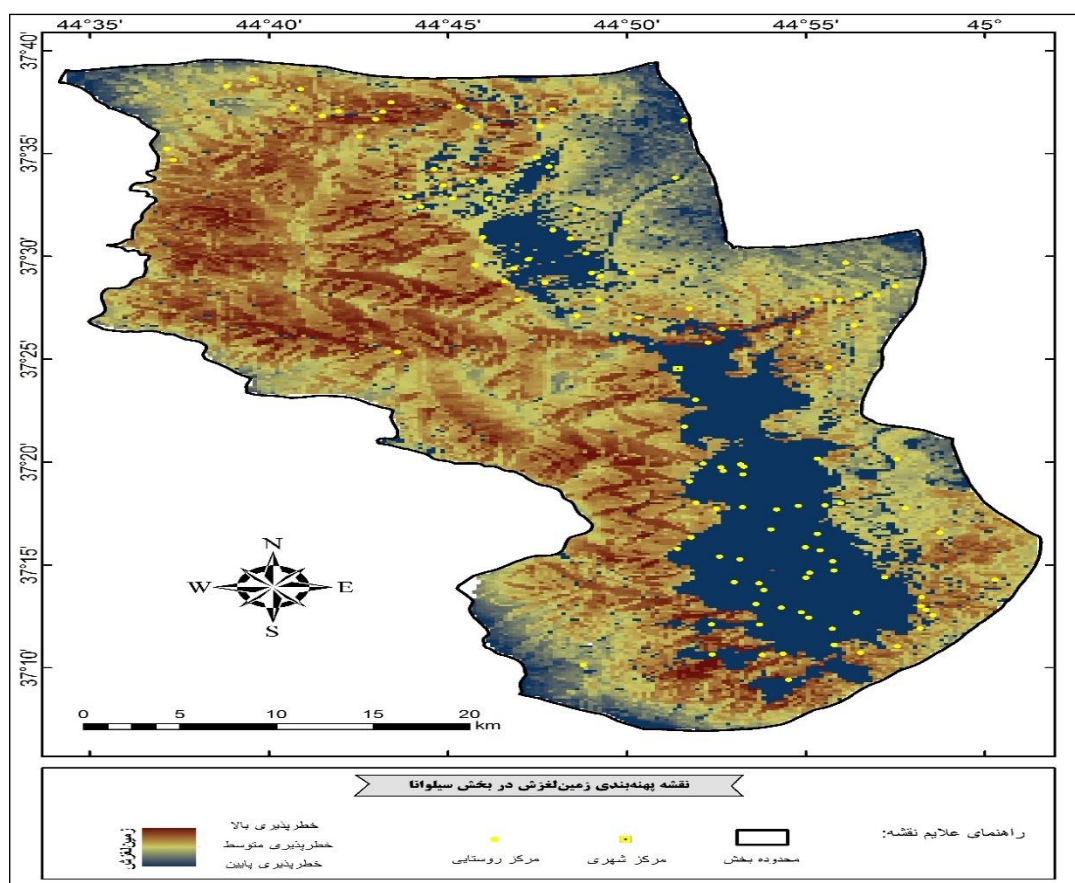 44°35' 44°40' 44°45' 44°50' 44°55' 45°
37°40'
37°35'
37°30'
37°25'
37°20'
37°15'
37°10'
N
W E
S
0 5 10 15 20
km
نقشه پهنه‌بندی زمین‌لغزش در بخش سیلوانا
راهنمای علایم نقشه:
محدوده بخش
مرکز شهری
مرکز روستایی
زمین‌لغزش
خطرپذیری بالا
خطرپذیری متوسط
خطرپذیری پایین